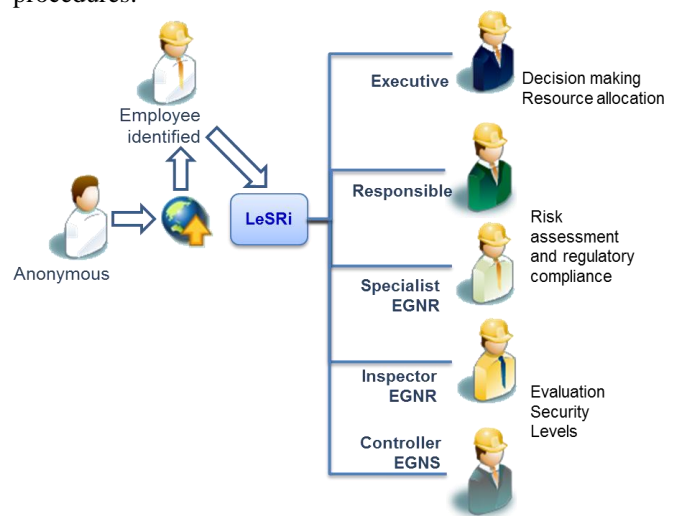 procedures.
Employee
identified
Anonymous
LeSRi
Executive
Decision making
Resource allocation
Responsible
Risk
assessment
and regulatory
compliance
Specialist
EGNR
Inspector
EGNR
Evaluation
Security
Levels
Controller
EGNS